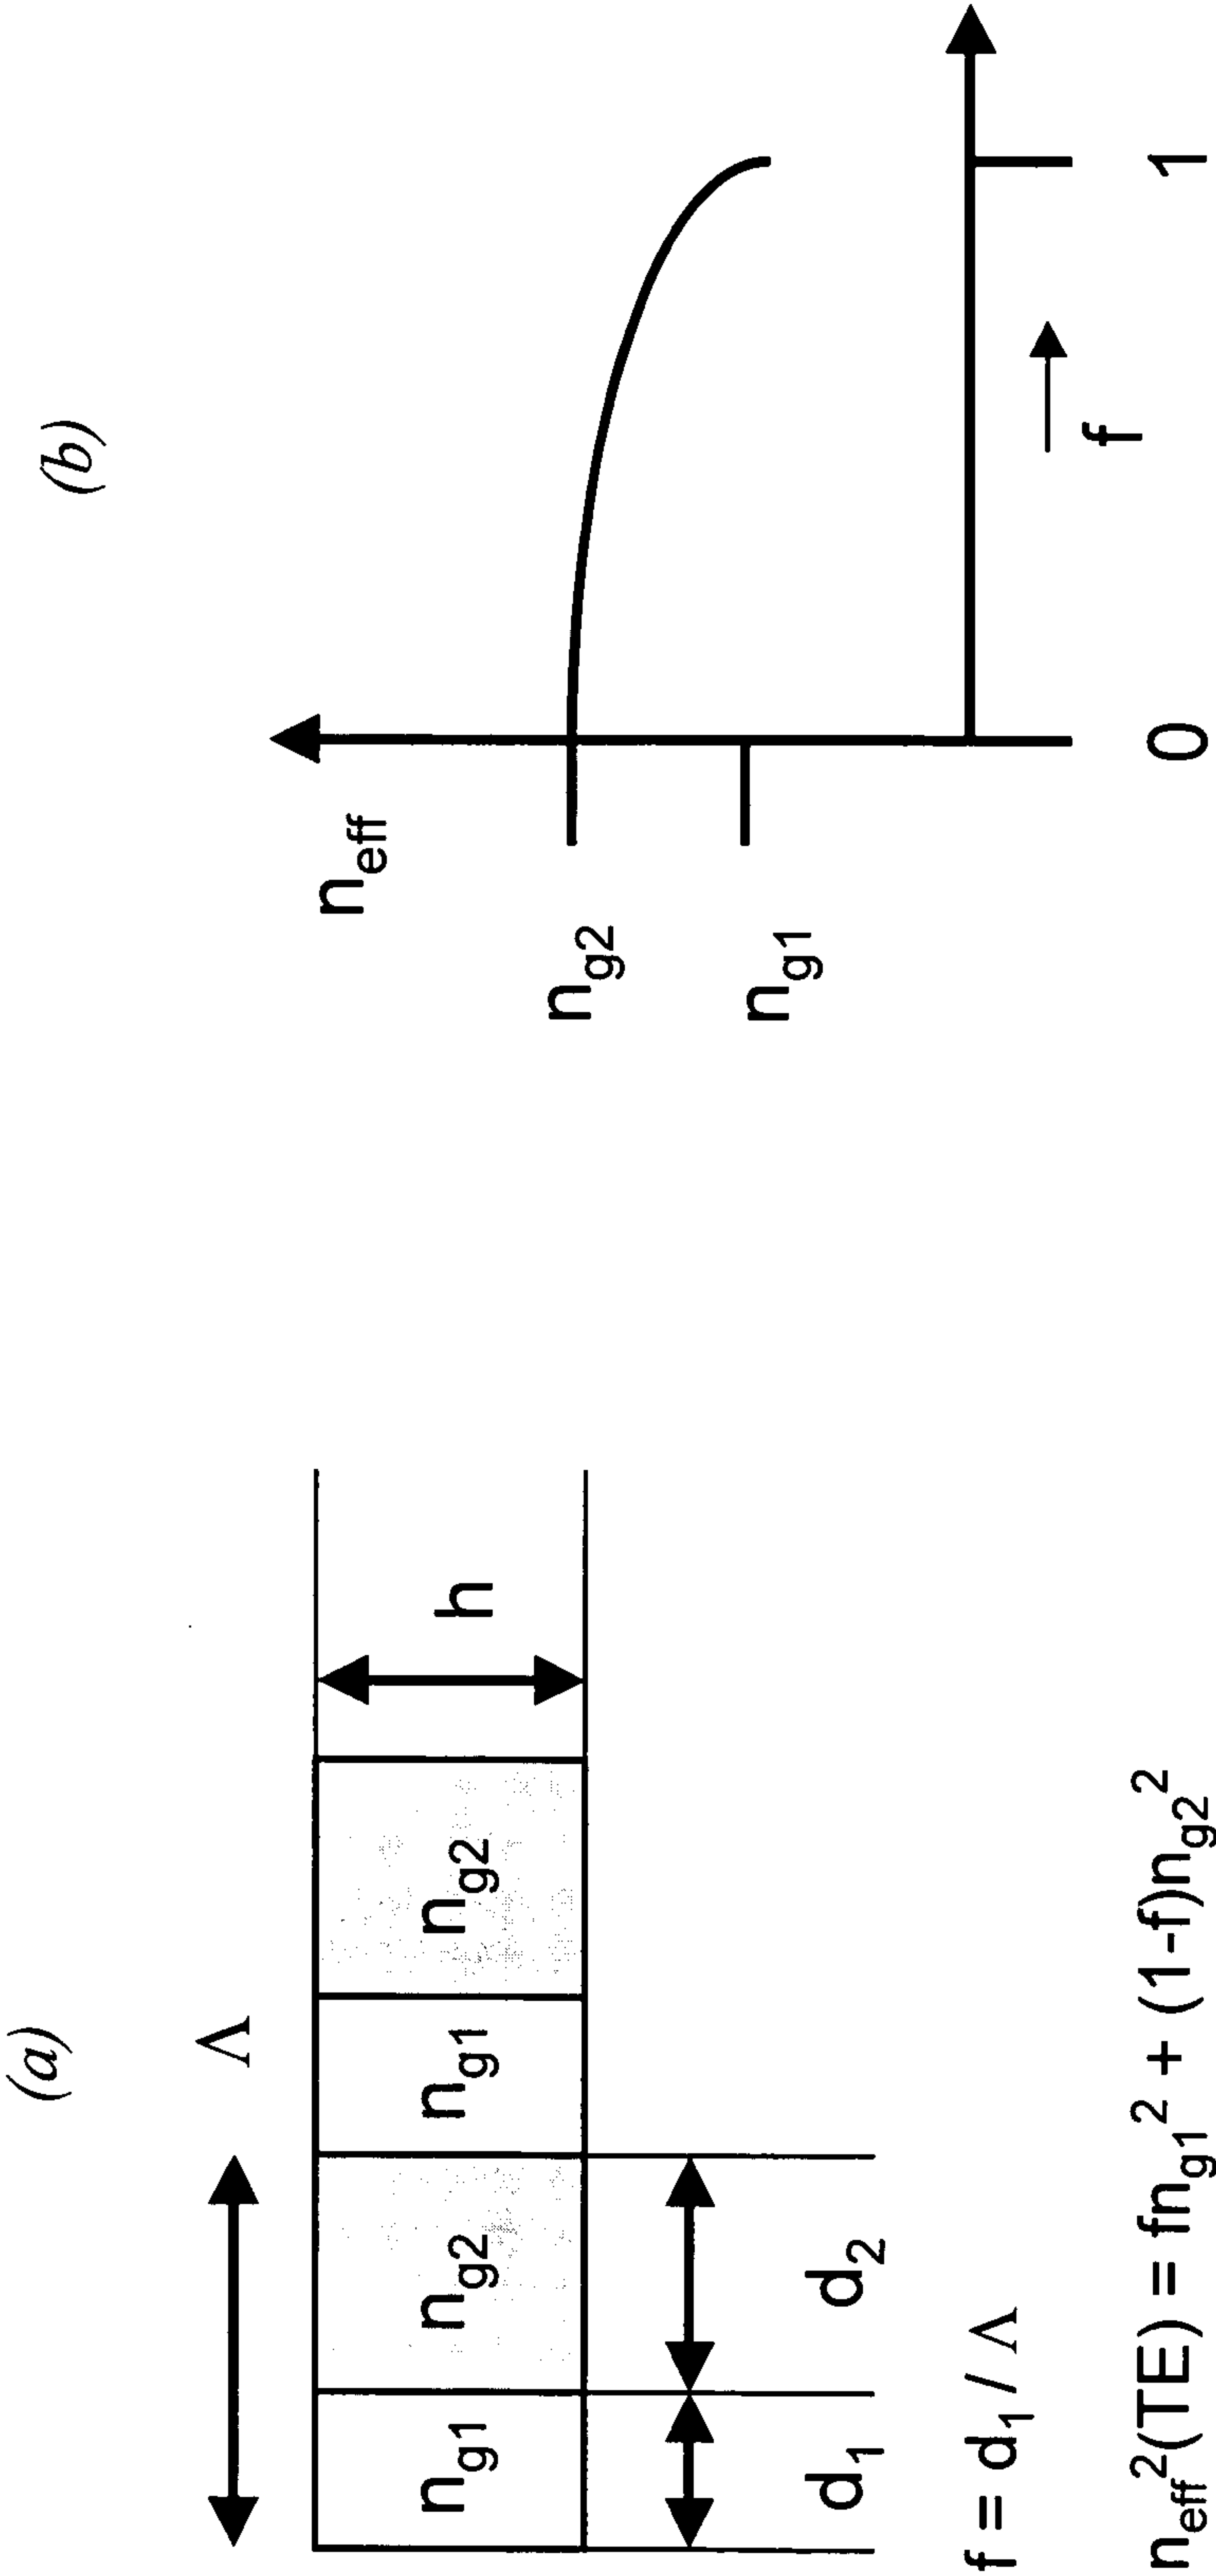 (a)
Λ
n_g1 n_g2 n_g1 n_g2
h
d_1 d_2
f = d_1 / Λ
n_eff^2(TE) = fn_g1^2 + (1-f)n_g2^2
(b)
n_eff
n_g2
n_g1
0 1
f